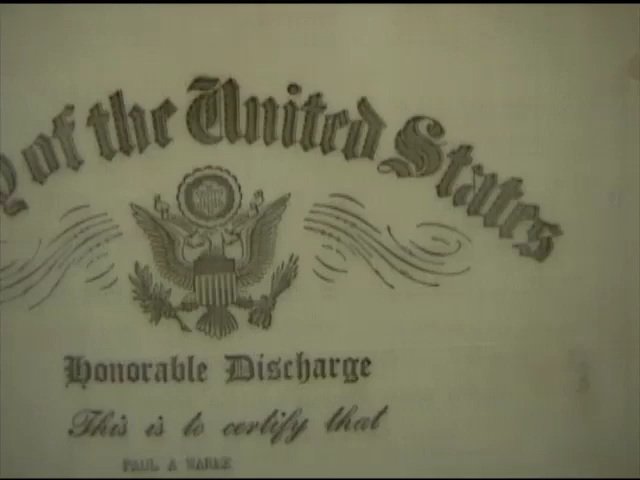 y of the United States
Honorable Discharge
This is to certify that
PAUL A